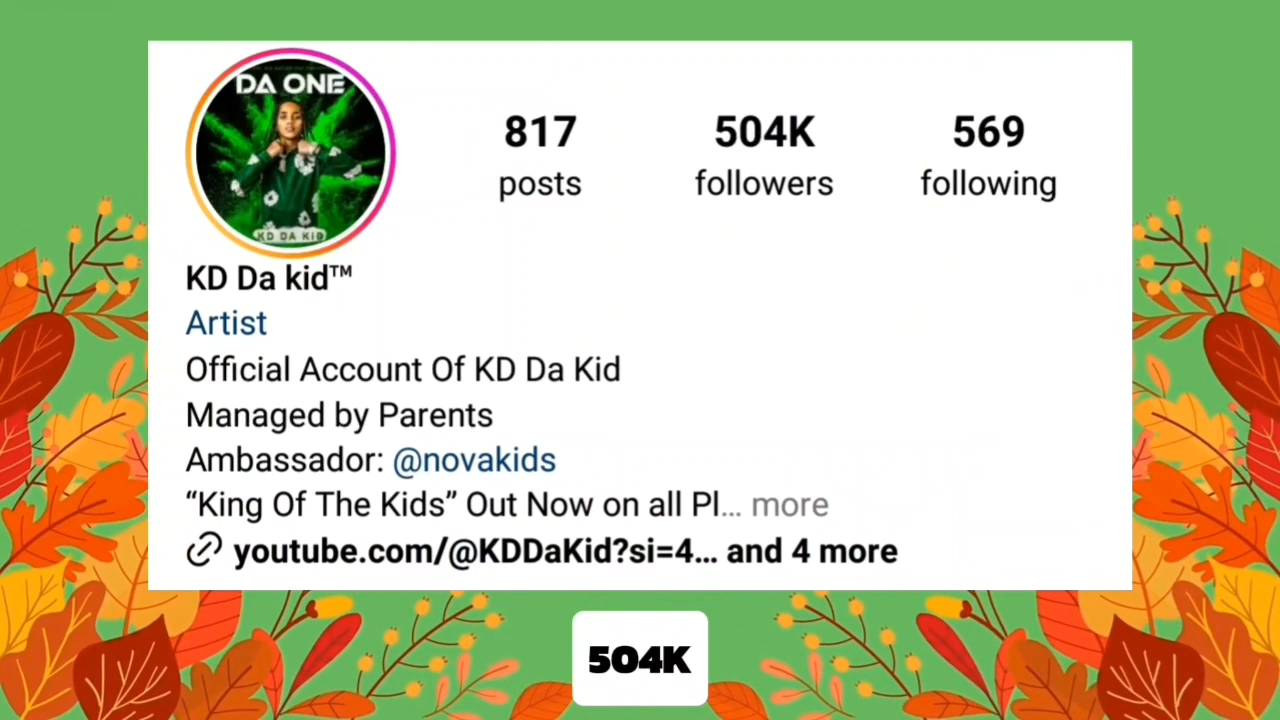 DA ONE
KD DA KID
817 504K 569
posts followers following
KD Da kid™
Artist
Official Account Of KD Da Kid
Managed by Parents
Ambassador: @novakids
“King Of The Kids” Out Now on all Pl... more
youtube.com/@KDDaKid?si=4... and 4 more
504K